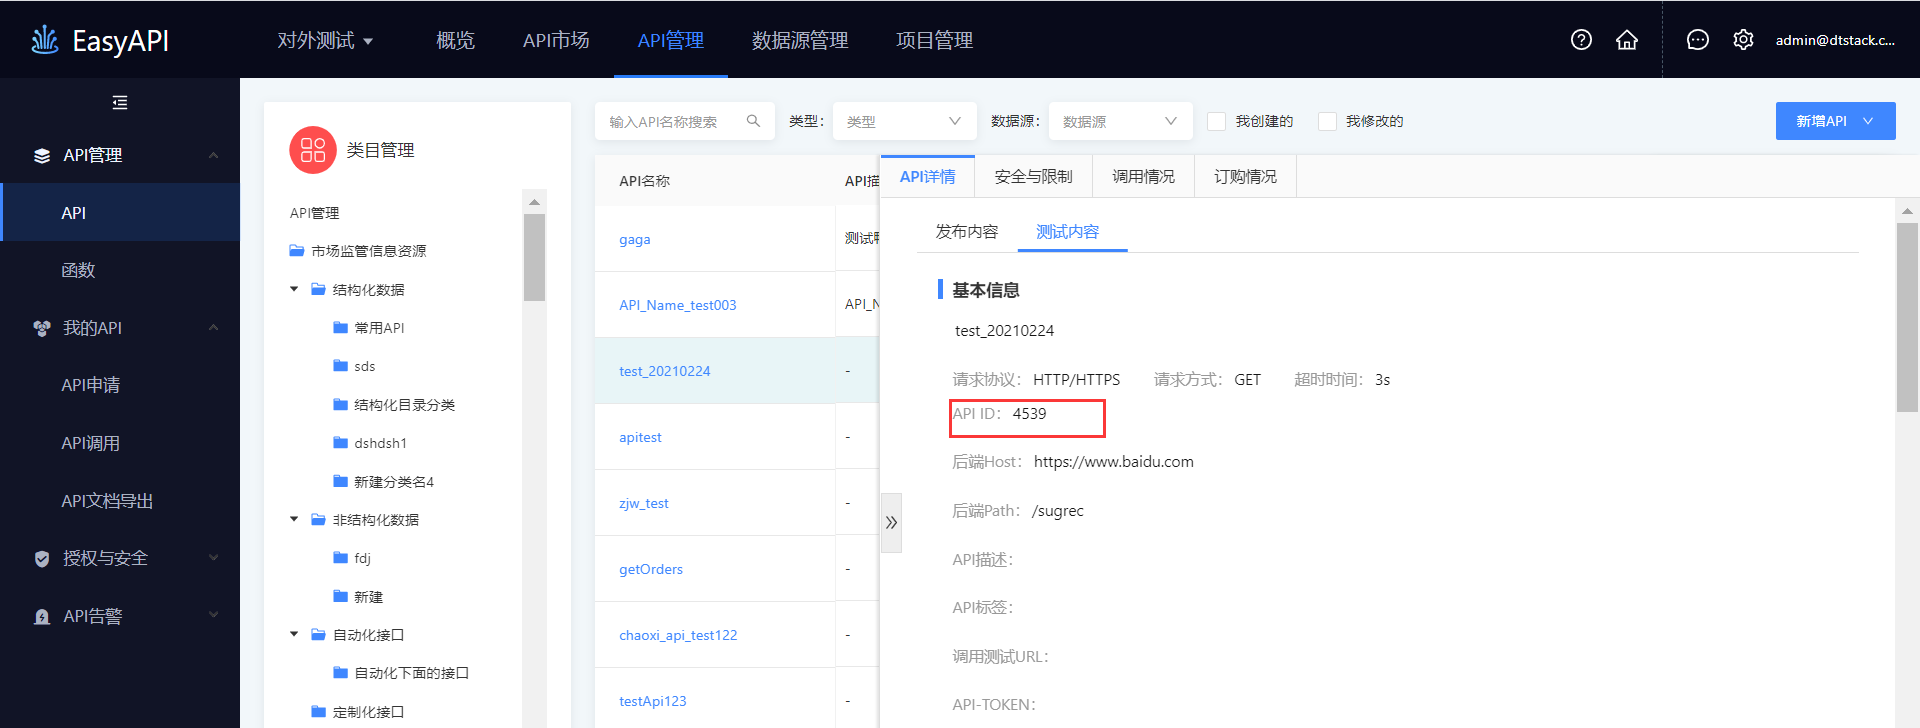 EasyAPI
对外测试
概览
API市场
API管理
数据源管理
项目管理
admin@dtstack.c...
API管理
API
函数
我的API
API申请
API调用
API文档导出
授权与安全
API告警
类目管理
API管理
市场监管信息资源
结构化数据
常用API
sds
结构化目录分类
dshdsh1
新建分类名4
非结构化数据
fdj
新建
自动化接口
自动化下面的接口
定制化接口
输入API名称搜索
类型：
类型
数据源：
数据源
我创建的
我修改的
新增API
API名称
API描
gaga
测试
API_Name_test003
API_N
test_20210224
-
apitest
-
zjw_test
-
getOrders
-
chaoxi_api_test122
-
testApi123
-
API详情
安全与限制
调用情况
订购情况
发布内容
测试内容
基本信息
test_20210224
请求协议： HTTP/HTTPS 请求方式： GET 超时时间： 3s
API ID： 4539
后端Host： https://www.baidu.com
后端Path： /sugrec
API描述：
API标签：
调用测试URL：
API-TOKEN：